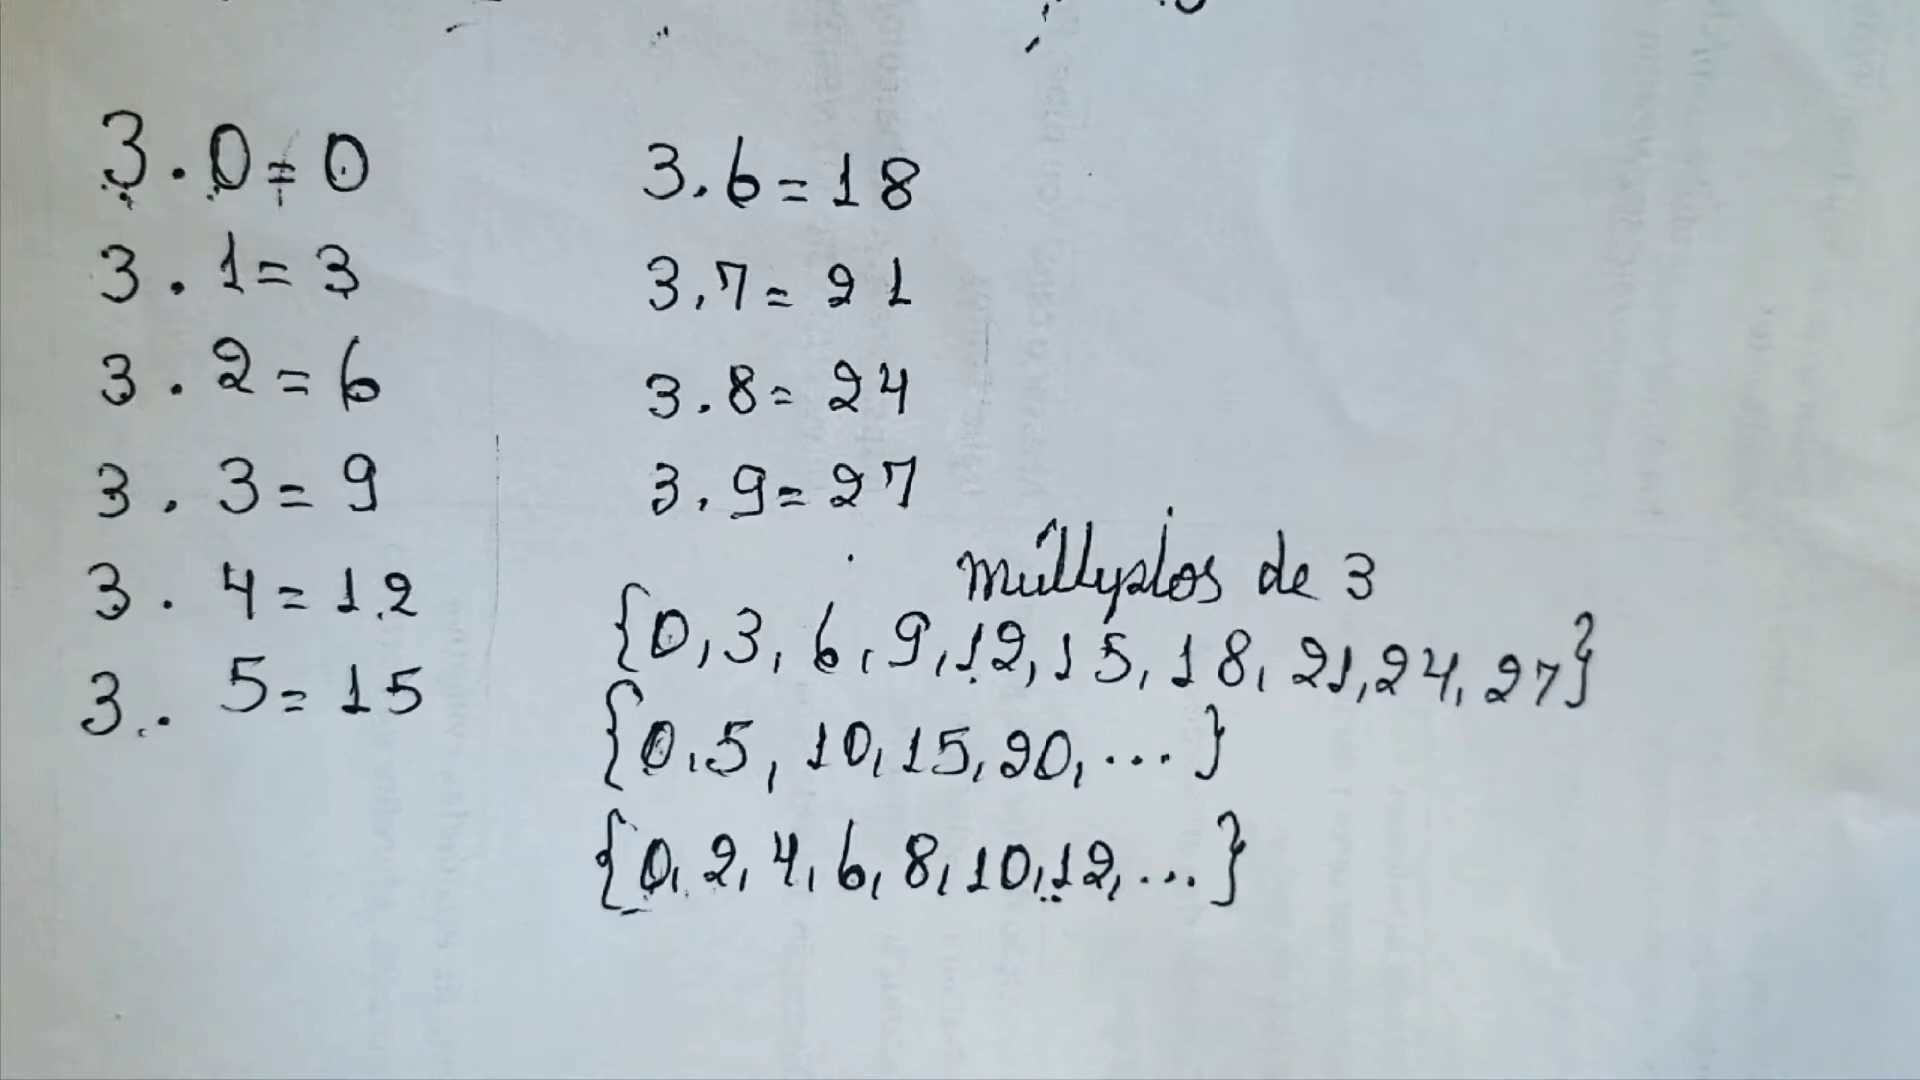 3 . 0 = 0
3 . 1 = 3
3 . 2 = 6
3 . 3 = 9
3 . 4 = 12
3 . 5 = 15
3 . 6 = 18
3 . 7 = 21
3 . 8 = 24
3 . 9 = 27
múltiplos de 3
{0, 3, 6, 9, 12, 15, 18, 21, 24, 27}
{0, 5, 10, 15, 20, ...}
{0, 2, 4, 6, 8, 10, 12, ...}